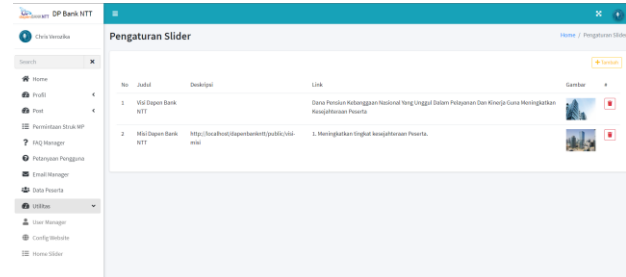 DP Bank NTT
Chris Versalka
Search
Home
Profil
Post
Permintaan Struk MP
FAQ Manager
Petanyaan Pengguna
Email Manager
Data Peserta
Utilitas
User Manager
Config Website
Home Slider
Pengaturan Slider
Home / Pengaturan Slider
No Judul Deskripsi Link Gambar #
1 Visi Dapen Bank NTT Dana Pensiun Kebanggaan Nasional Yang Unggul Dalam Pelayanan Dan Kinerja Guna Meningkatkan
Kesejahteraan Peserta.
2 Misi Dapen Bank NTT http://localhost/dapenbankntt/public/visi-misi 1. Meningkatkan tingkat kesejahteraan Peserta.